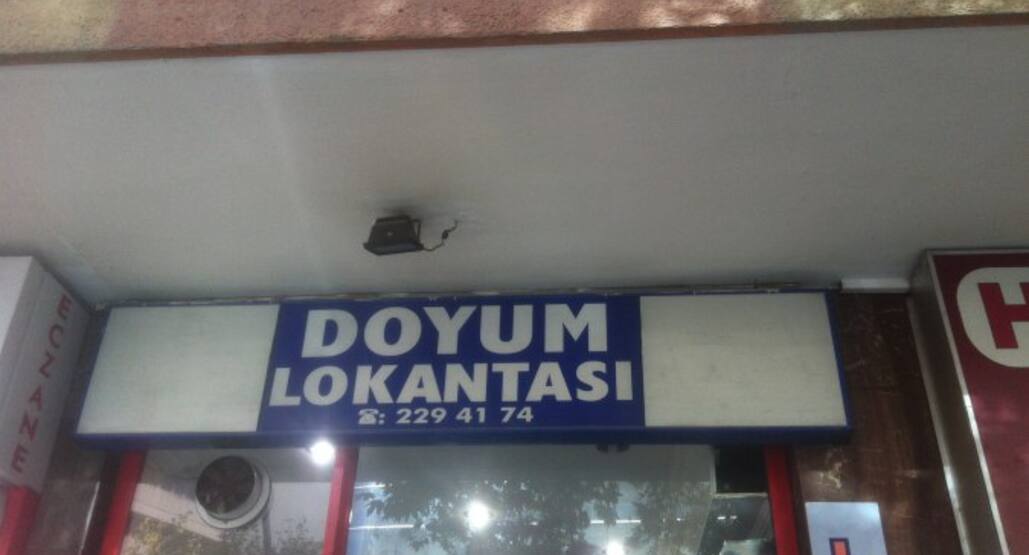 ECZANE
DOYUM
LOKANTASI
☎: 229 41 74
H